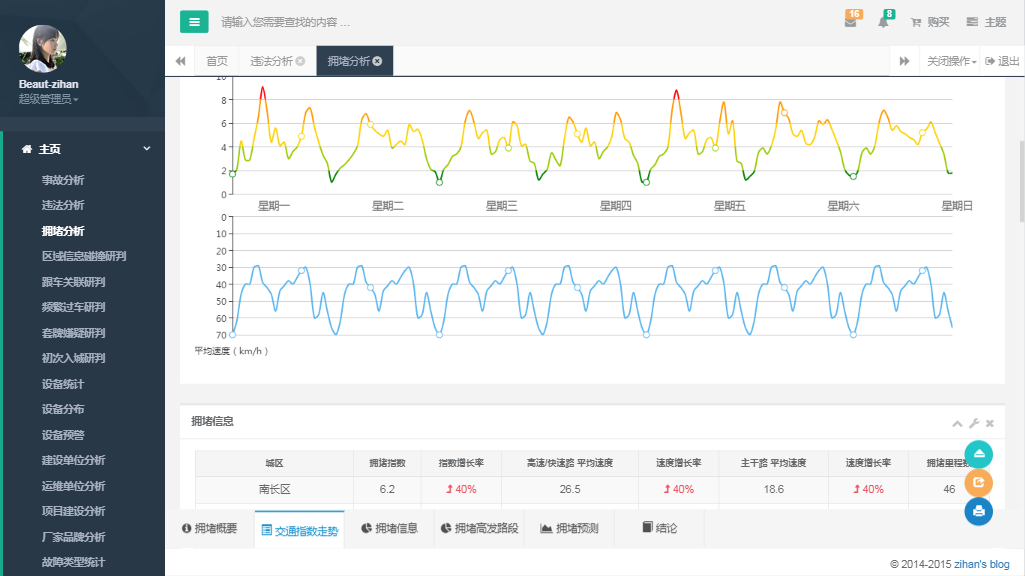 请输入您需要查找的内容 …
16
8
购买
主题
Beaut-zihan
超级管理员
首页
违法分析
拥堵分析
关闭操作
退出
主页
事故分析
违法分析
拥堵分析
区域信息碰撞研判
跟车关联研判
频繁过车研判
套牌嫌疑研判
初次入城研判
设备统计
设备分布
设备预警
建设单位分析
运维单位分析
项目建设分析
厂家品牌分析
故障类型统计
10
8
6
4
2
0
星期一 星期二 星期三 星期四 星期五 星期六 星期日
0
10
20
30
40
50
60
70
平均速度（km/h）
拥堵信息
城区 拥堵指数 指数增长率 高速/快速路 平均速度 速度增长率 主干路 平均速度 速度增长率 拥堵里程
南长区 6.2 40% 26.5 40% 18.6 40% 46
拥堵概要 交通指数走势 拥堵信息 拥堵高发路段 拥堵预测 结论
© 2014-2015 zihan's blog